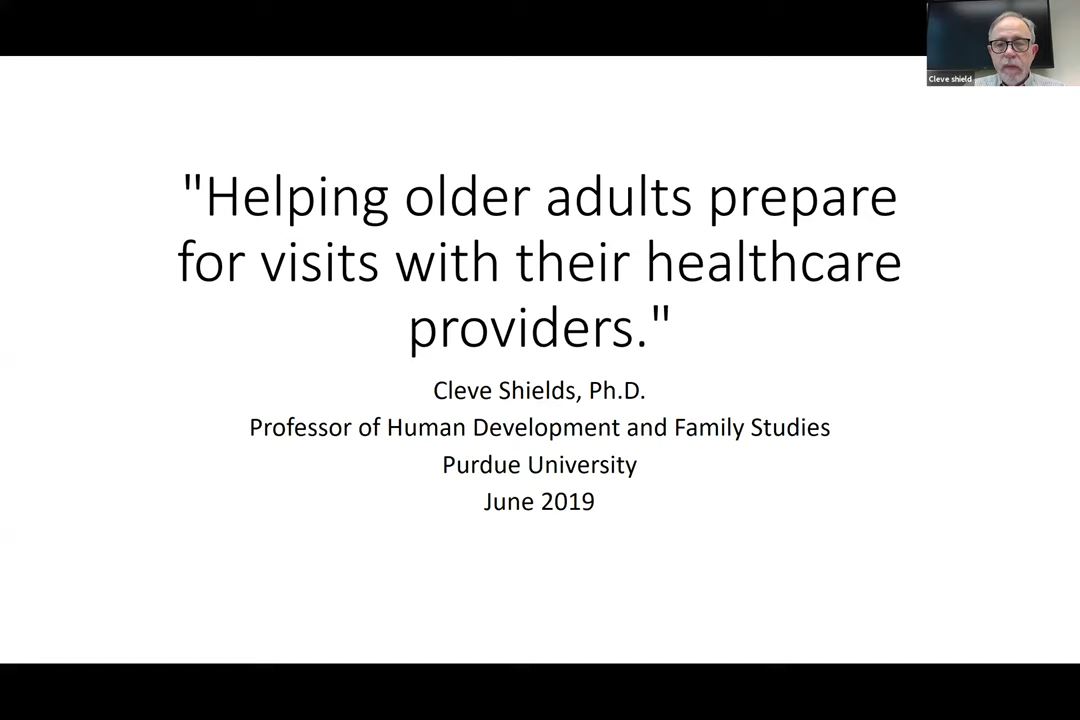 Cleve shield
"Helping older adults prepare
for visits with their healthcare
providers."
Cleve Shields, Ph.D.
Professor of Human Development and Family Studies
Purdue University
June 2019